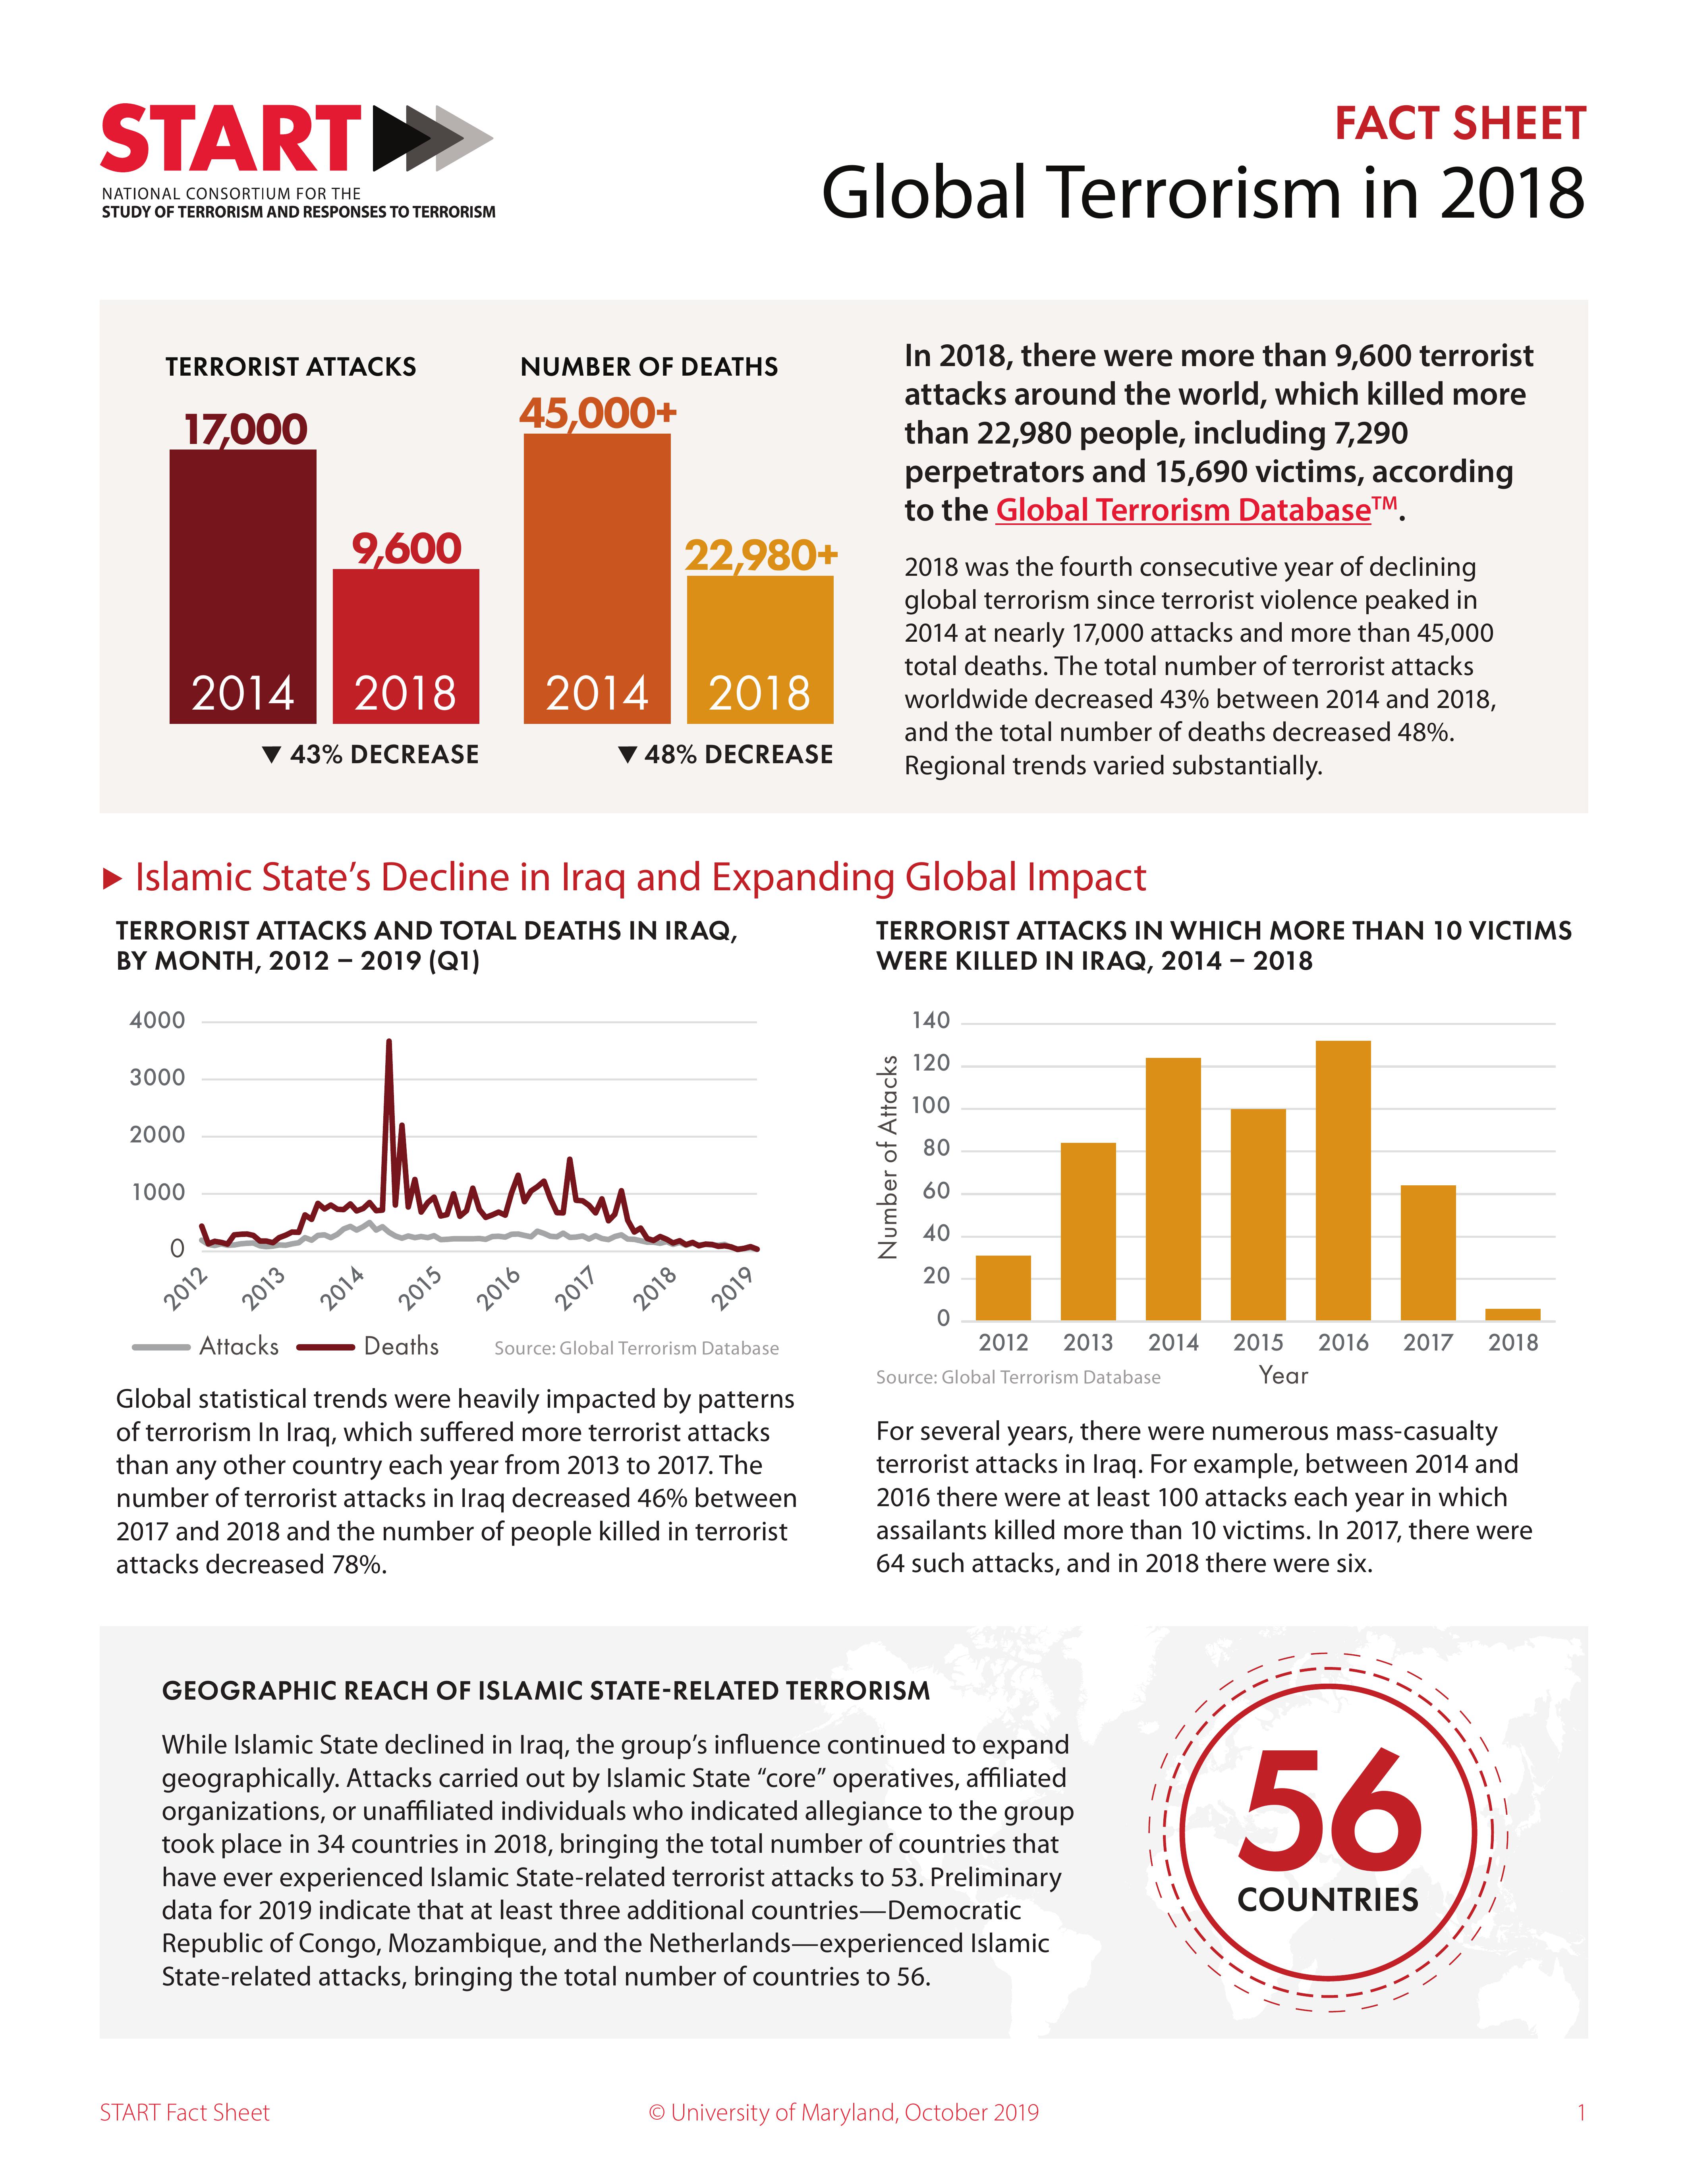 START
NATIONAL CONSORTIUM FOR THE
STUDY OF TERRORISM AND RESPONSES TO TERRORISM
FACT SHEET
Global Terrorism in 2018
TERRORIST ATTACKS
17,000
9,600
2014
2018
▼ 43% DECREASE
NUMBER OF DEATHS
45,000+
22,980+
2014
2018
▼ 48% DECREASE
In 2018, there were more than 9,600 terrorist
attacks around the world, which killed more
than 22,980 people, including 7,290
perpetrators and 15,690 victims, according
to the Global Terrorism Database™.
2018 was the fourth consecutive year of declining
global terrorism since terrorist violence peaked in
2014 at nearly 17,000 attacks and more than 45,000
total deaths. The total number of terrorist attacks
worldwide decreased 43% between 2014 and 2018,
and the total number of deaths decreased 48%.
Regional trends varied substantially.
Islamic State’s Decline in Iraq and Expanding Global Impact
TERRORIST ATTACKS AND TOTAL DEATHS IN IRAQ,
BY MONTH, 2012 – 2019 (Q1)
4000
3000
2000
1000
0
2012
2013
2014
2015
2016
2017
2018
2019
Attacks
Deaths
Source: Global Terrorism Database
Global statistical trends were heavily impacted by patterns
of terrorism In Iraq, which suffered more terrorist attacks
than any other country each year from 2013 to 2017. The
number of terrorist attacks in Iraq decreased 46% between
2017 and 2018 and the number of people killed in terrorist
attacks decreased 78%.
TERRORIST ATTACKS IN WHICH MORE THAN 10 VICTIMS
WERE KILLED IN IRAQ, 2014 – 2018
Number of Attacks
140
120
100
80
60
40
20
0
2012
2013
2014
2015
2016
2017
2018
Year
Source: Global Terrorism Database
For several years, there were numerous mass-casualty
terrorist attacks in Iraq. For example, between 2014 and
2016 there were at least 100 attacks each year in which
assailants killed more than 10 victims. In 2017, there were
64 such attacks, and in 2018 there were six.
GEOGRAPHIC REACH OF ISLAMIC STATE-RELATED TERRORISM
While Islamic State declined in Iraq, the group’s influence continued to expand
geographically. Attacks carried out by Islamic State “core” operatives, affiliated
organizations, or unaffiliated individuals who indicated allegiance to the group
took place in 34 countries in 2018, bringing the total number of countries that
have ever experienced Islamic State-related terrorist attacks to 53. Preliminary
data for 2019 indicate that at least three additional countries—Democratic
Republic of Congo, Mozambique, and the Netherlands—experienced Islamic
State-related attacks, bringing the total number of countries to 56.
56
COUNTRIES
START Fact Sheet
© University of Maryland, October 2019
1